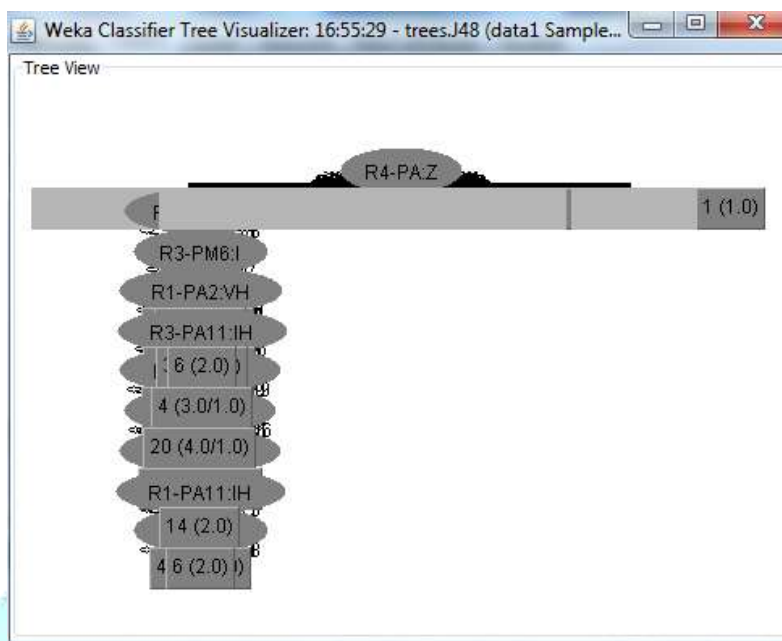 Weka Classifier Tree Visualizer: 16:55:29 - trees.J48 (data1 Sample...
Tree View
R4-PA:Z
1 (1.0)
R3-PM6:I
R1-PA2:VH
R3-PA11:IH
6 (2.0)
4 (3.0/1.0)
20 (4.0/1.0)
R1-PA11:IH
14 (2.0)
6 (2.0)